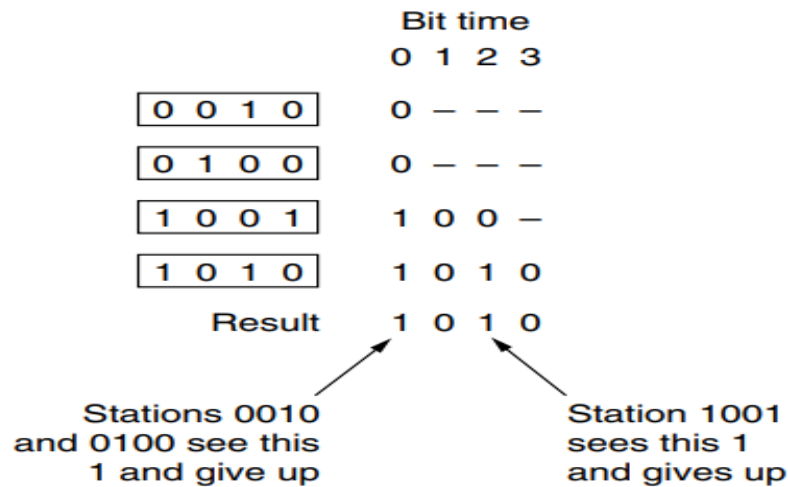 Bit time
0 1 2 3
0 0 1 0 0 – – –
0 1 0 0 0 – – –
1 0 0 1 1 0 0 –
1 0 1 0 1 0 1 0
Result 1 0 1 0
Stations 0010
and 0100 see this
1 and give up
Station 1001
sees this 1
and gives up